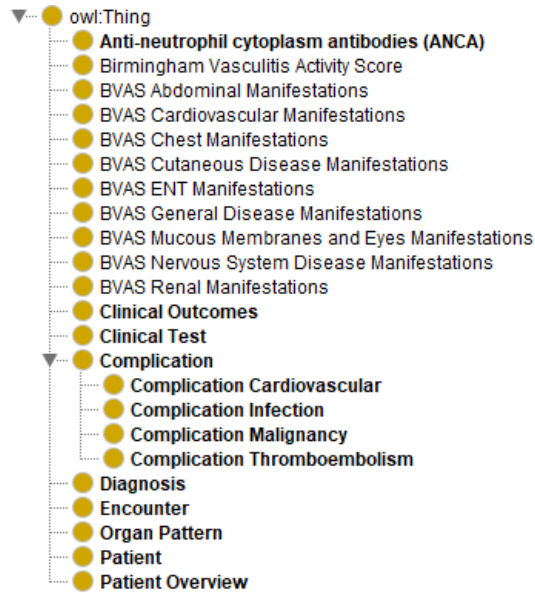 owl:Thing
Anti-neutrophil cytoplasm antibodies (ANCA)
Birmingham Vasculitis Activity Score
BVAS Abdominal Manifestations
BVAS Cardiovascular Manifestations
BVAS Chest Manifestations
BVAS Cutaneous Disease Manifestations
BVAS ENT Manifestations
BVAS General Disease Manifestations
BVAS Mucous Membranes and Eyes Manifestations
BVAS Nervous System Disease Manifestations
BVAS Renal Manifestations
Clinical Outcomes
Clinical Test
Complication
Complication Cardiovascular
Complication Infection
Complication Malignancy
Complication Thromboembolism
Diagnosis
Encounter
Organ Pattern
Patient
Patient Overview